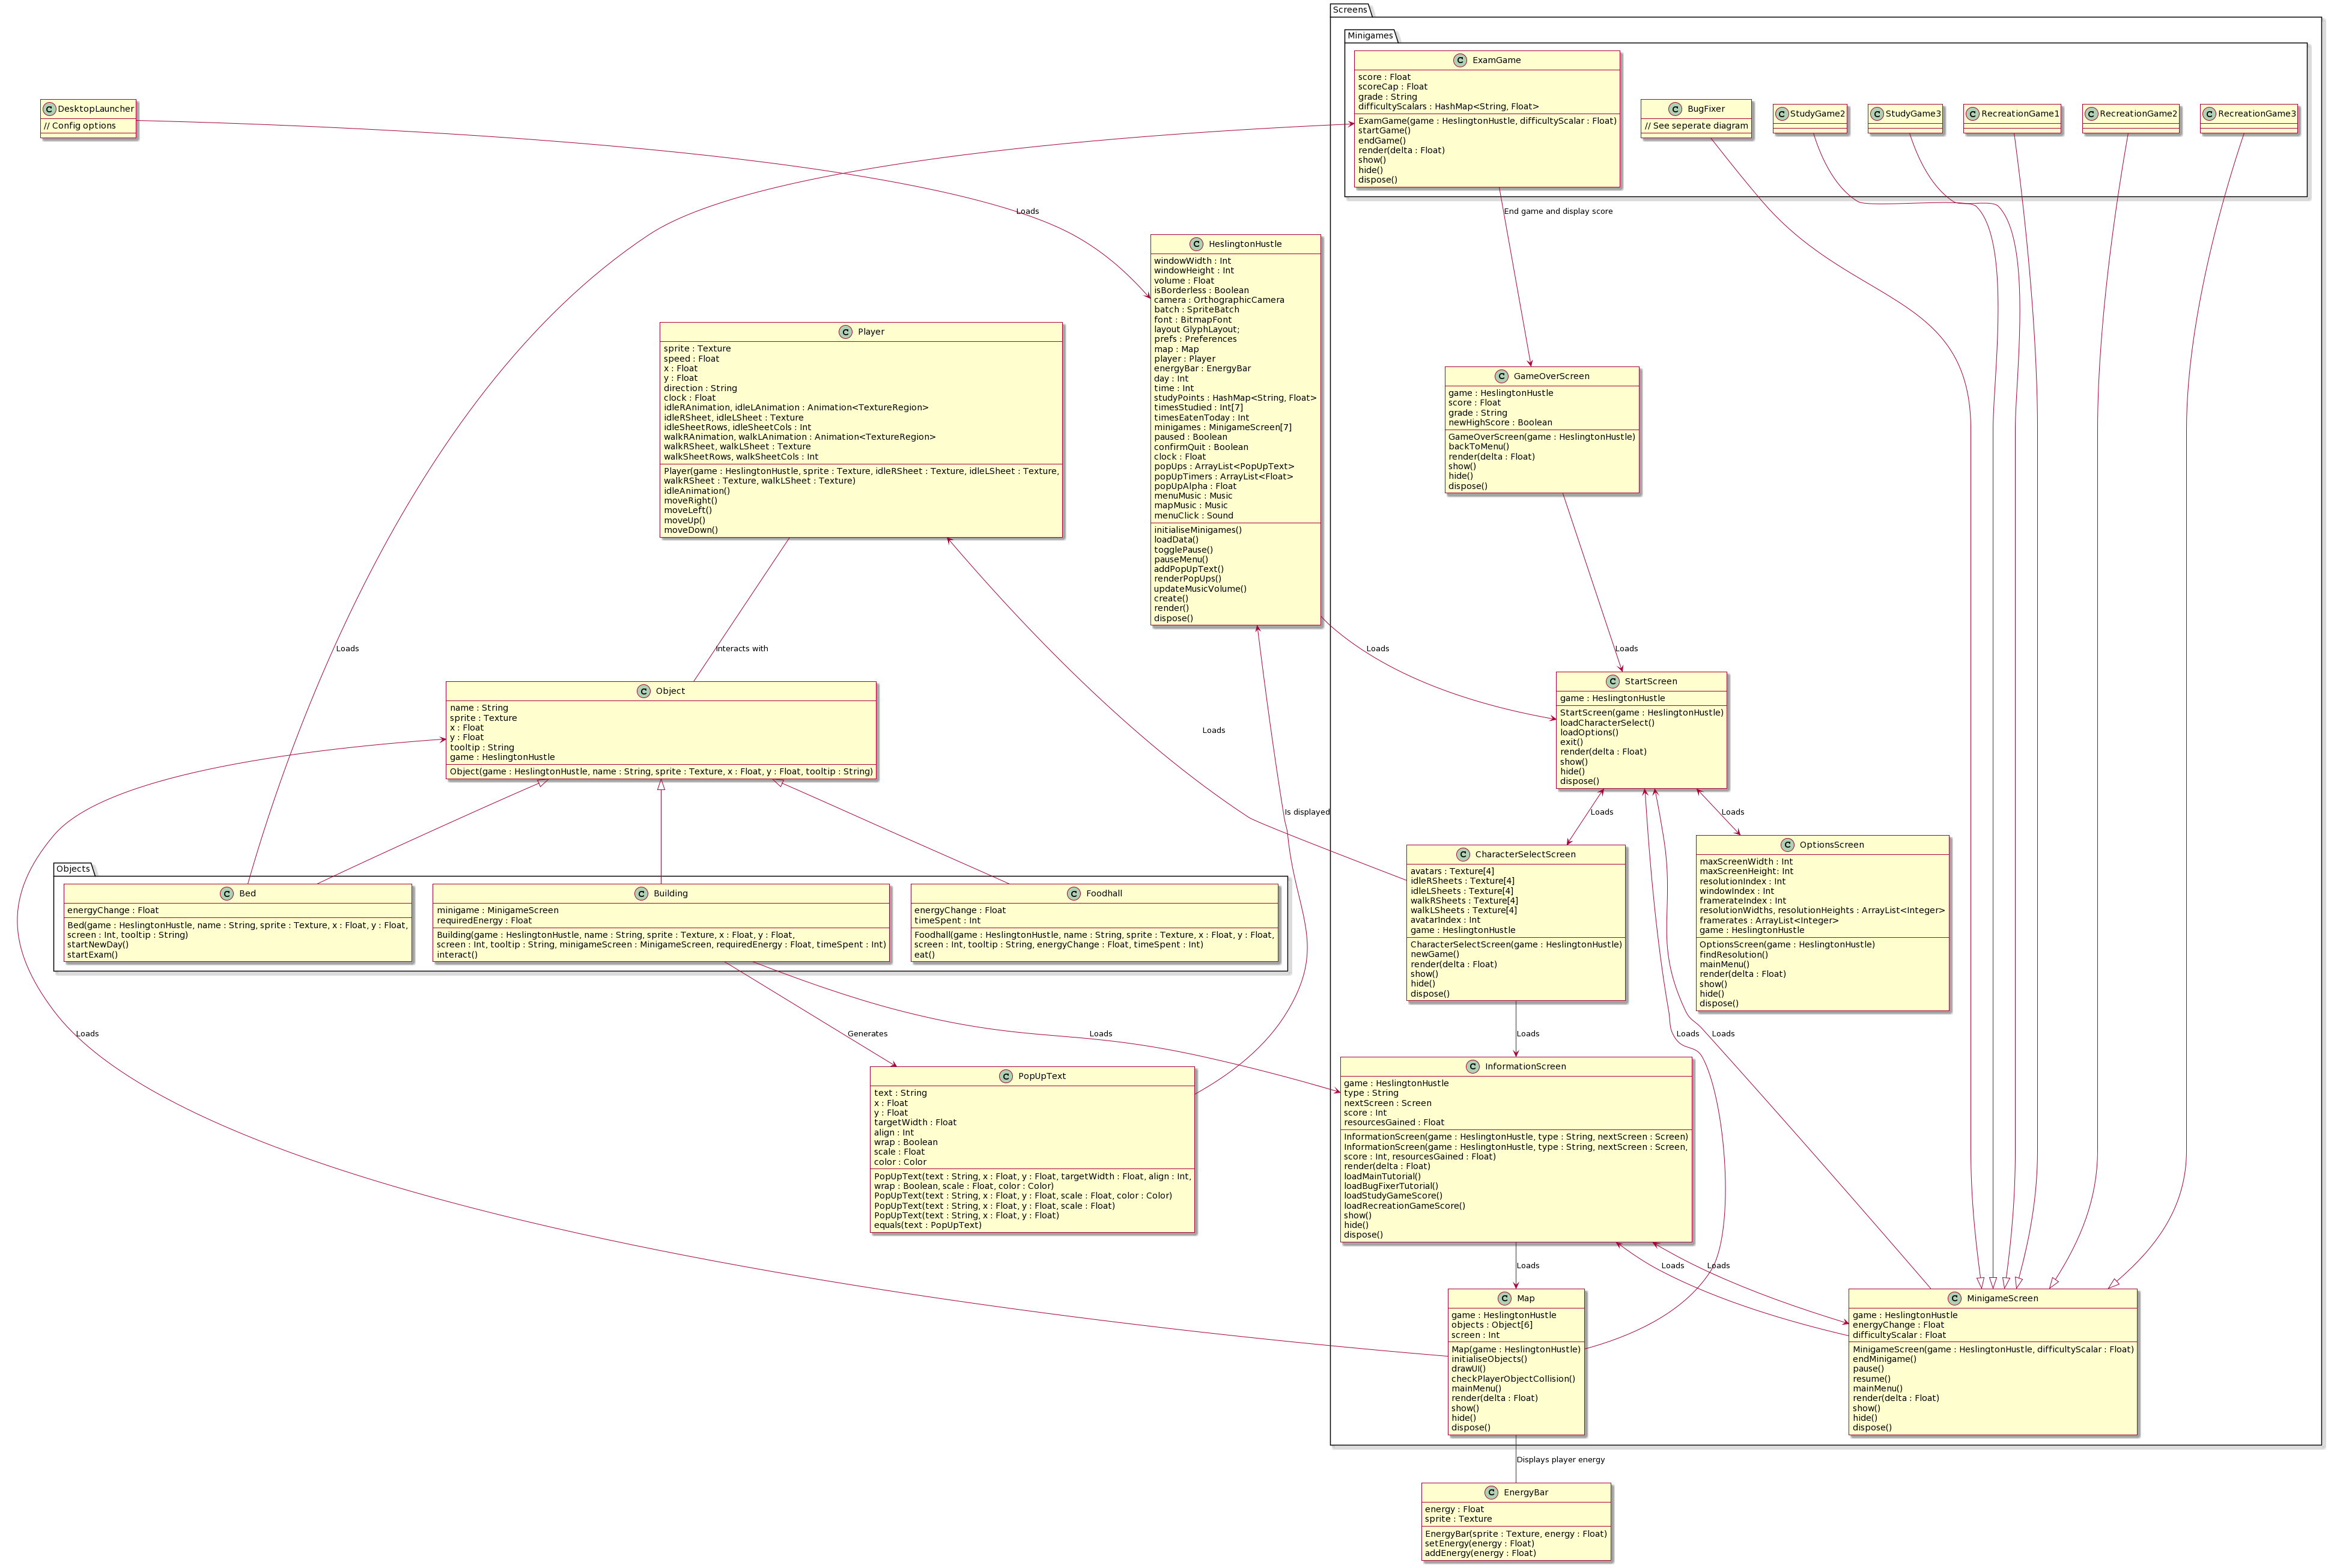 Screens
Minigames
ExamGame
score : Float
scoreCap : Float
grade : String
difficultyScalars : HashMap<String, Float>
ExamGame(game : HeslingtonHustle, difficultyScalar : Float)
startGame()
endGame()
render(delta : Float)
show()
hide()
dispose()
BugFixer
// See seperate diagram
StudyGame2
StudyGame3
RecreationGame1
RecreationGame2
RecreationGame3
DesktopLauncher
// Config options
Loads
End game and display score
HeslingtonHustle
windowWidth : Int
windowHeight : Int
volume : Float
isBorderless : Boolean
camera : OrthographicCamera
batch : SpriteBatch
font : BitmapFont
layout GlyphLayout;
prefs : Preferences
map : Map
player : Player
energyBar : EnergyBar
day : Int
time : Int
studyPoints : HashMap<String, Float>
timesStudied : Int[7]
timesEatenToday : Int
minigames : MinigameScreen[7]
paused : Boolean
confirmQuit : Boolean
clock : Float
popUps : ArrayList<PopUpText>
popUpTimers : ArrayList<Float>
popUpAlpha : Float
menuMusic : Music
mapMusic : Music
menuClick : Sound
initialiseMinigames()
loadData()
togglePause()
pauseMenu()
addPopUpText()
renderPopUps()
updateMusicVolume()
create()
render()
dispose()
Player
sprite : Texture
speed : Float
x : Float
y : Float
direction : String
clock : Float
idleRAnimation, idleLAnimation : Animation<TextureRegion>
idleRSheet, idleLSheet : Texture
idleSheetRows, idleSheetCols : Int
walkRAnimation, walkLAnimation : Animation<TextureRegion>
walkRSheet, walkLSheet : Texture
walkSheetRows, walkSheetCols : Int
Player(game : HeslingtonHustle, sprite : Texture, idleRSheet : Texture, idleLSheet : Texture,
walkRSheet : Texture, walkLSheet : Texture)
idleAnimation()
moveRight()
moveLeft()
moveUp()
moveDown()
GameOverScreen
game : HeslingtonHustle
score : Float
grade : String
newHighScore : Boolean
GameOverScreen(game : HeslingtonHustle)
backToMenu()
render(delta : Float)
show()
hide()
dispose()
Loads
Interacts with
Loads
Loads
Object
name : String
sprite : Texture
x : Float
y : Float
tooltip : String
game : HeslingtonHustle
Object(game : HeslingtonHustle, name : String, sprite : Texture, x : Float, y : Float, tooltip : String)
StartScreen
game : HeslingtonHustle
StartScreen(game : HeslingtonHustle)
loadCharacterSelect()
loadOptions()
exit()
render(delta : Float)
show()
hide()
dispose()
Loads
Is displayed
Loads
Loads
Objects
Bed
energyChange : Float
Bed(game : HeslingtonHustle, name : String, sprite : Texture, x : Float, y : Float,
screen : Int, tooltip : String)
startNewDay()
startExam()
Building
minigame : MinigameScreen
requiredEnergy : Float
Building(game : HeslingtonHustle, name : String, sprite : Texture, x : Float, y : Float,
screen : Int, tooltip : String, minigameScreen : MinigameScreen, requiredEnergy : Float, timeSpent : Int)
interact()
Foodhall
energyChange : Float
timeSpent : Int
Foodhall(game : HeslingtonHustle, name : String, sprite : Texture, x : Float, y : Float,
screen : Int, tooltip : String, energyChange : Float, timeSpent : Int)
eat()
CharacterSelectScreen
avatars : Texture[4]
idleRSheets : Texture[4]
idleLSheets : Texture[4]
walkRSheets : Texture[4]
walkLSheets : Texture[4]
avatarIndex : Int
game : HeslingtonHustle
CharacterSelectScreen(game : HeslingtonHustle)
newGame()
render(delta : Float)
show()
hide()
dispose()
OptionsScreen
maxScreenWidth : Int
maxScreenHeight: Int
resolutionIndex : Int
windowIndex : Int
framerateIndex : Int
resolutionWidths, resolutionHeights : ArrayList<Integer>
framerates : ArrayList<Integer>
game : HeslingtonHustle
OptionsScreen(game : HeslingtonHustle)
findResolution()
mainMenu()
render(delta : Float)
show()
hide()
dispose()
Loads
Generates
Loads
Loads
Loads
Loads
PopUpText
text : String
x : Float
y : Float
targetWidth : Float
align : Int
wrap : Boolean
scale : Float
color : Color
PopUpText(text : String, x : Float, y : Float, targetWidth : Float, align : Int,
wrap : Boolean, scale : Float, color : Color)
PopUpText(text : String, x : Float, y : Float, scale : Float, color : Color)
PopUpText(text : String, x : Float, y : Float, scale : Float)
PopUpText(text : String, x : Float, y : Float)
equals(text : PopUpText)
InformationScreen
game : HeslingtonHustle
type : String
nextScreen : Screen
score : Int
resourcesGained : Float
InformationScreen(game : HeslingtonHustle, type : String, nextScreen : Screen)
InformationScreen(game : HeslingtonHustle, type : String, nextScreen : Screen,
score : Int, resourcesGained : Float)
render(delta : Float)
loadMainTutorial()
loadBugFixerTutorial()
loadStudyGameScore()
loadRecreationGameScore()
show()
hide()
dispose()
Loads
Loads
Loads
Map
game : HeslingtonHustle
objects : Object[6]
screen : Int
Map(game : HeslingtonHustle)
initialiseObjects()
drawUI()
checkPlayerObjectCollision()
mainMenu()
render(delta : Float)
show()
hide()
dispose()
MinigameScreen
game : HeslingtonHustle
energyChange : Float
difficultyScalar : Float
MinigameScreen(game : HeslingtonHustle, difficultyScalar : Float)
endMinigame()
pause()
resume()
mainMenu()
render(delta : Float)
show()
hide()
dispose()
Displays player energy
EnergyBar
energy : Float
sprite : Texture
EnergyBar(sprite : Texture, energy : Float)
setEnergy(energy : Float)
addEnergy(energy : Float)